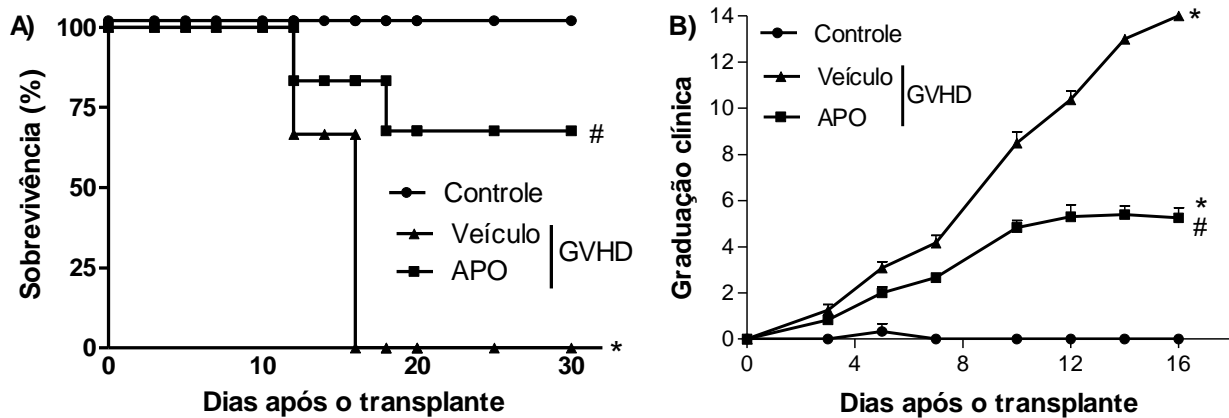 A)
Sobrevivência (%)
100
75
50
25
0
0 10 20 30
Dias após o transplante
Controle
Veículo
APO
GVHD
#
*
B)
Graduação clínica
14
12
10
8
6
4
2
0
0 4 8 12 16
Dias após o transplante
Controle
Veículo
APO
GVHD
*
*
#